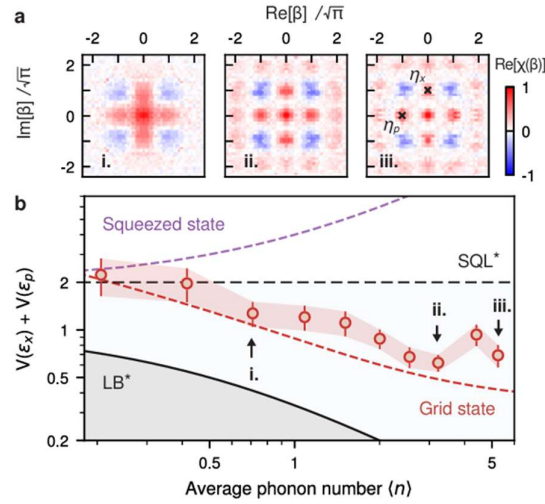 a
Re[β] /√π
-2 0 2 -2 0 2 -2 0 2
Im[β] /√π
2
0
-2
i.
ii.
iii.
η_x
η_p
Re[χ(β)]
1
0
-1
b
Squeezed state
SQL*
V(ε_x) + V(ε_p)
2
1
0.5
0.2
ii.
iii.
i.
LB*
Grid state
0.5 1 5
Average phonon number ⟨n⟩